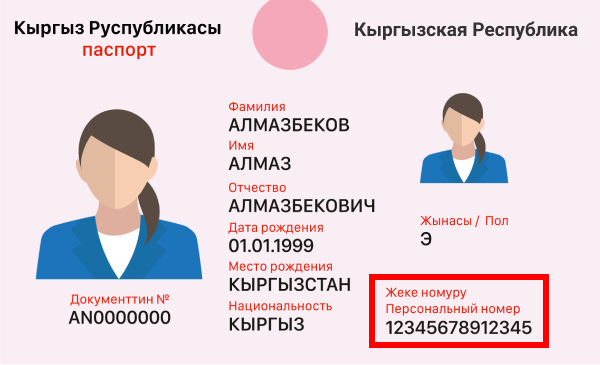 Кыргыз Руспубликасы
паспорт
Кыргызская Республика
Фамилия
АЛМАЗБЕКОВ
Имя
АЛМАЗ
Отчество
АЛМАЗБЕКОВИЧ
Дата рождения
01.01.1999
Место рождения
КЫРГЫЗСТАН
Национальность
КЫРГЫЗ
Документтин №
AN0000000
Жынасы / Пол
Э
Жеке номуру
Персональный номер
12345678912345